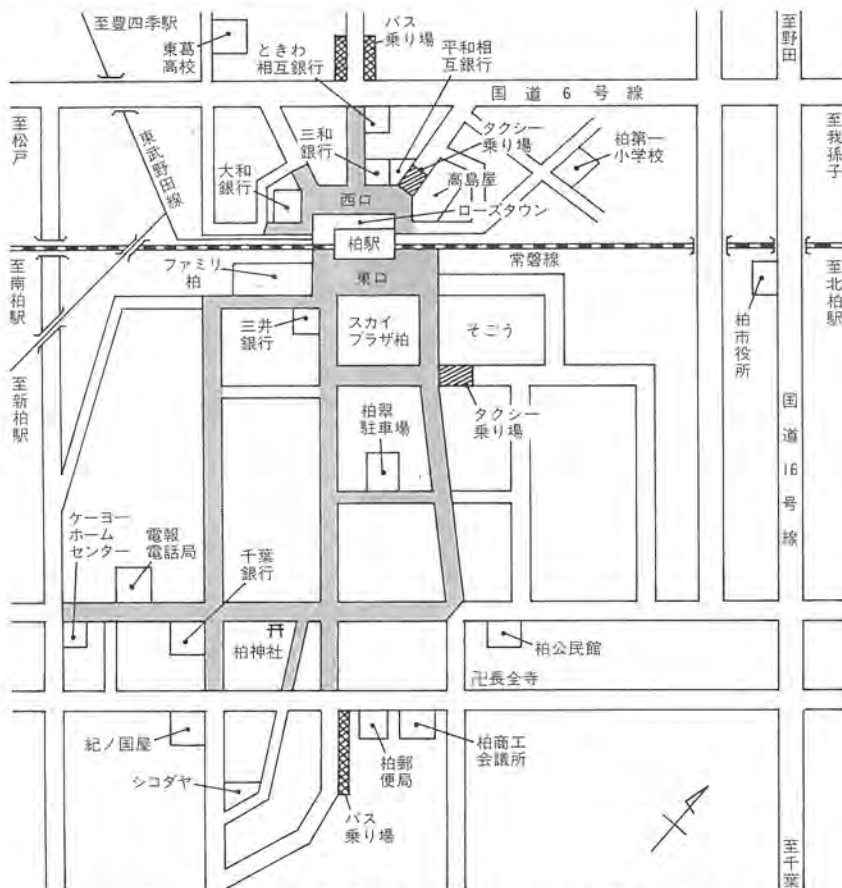 至豊四季駅
東葛
高校
ときわ
相互銀行
バス
乗り場
平和相
互銀行
至野田
国道6号線
至松戸
東武野田線
三和
銀行
タクシー
乗り場
柏第一
小学校
至我孫子
大和
銀行
高島屋
西口
ローズタウン
柏駅
常磐線
至南柏駅
ファミリ
柏
東口
至北柏駅
三井
銀行
スカイ
プラザ柏
そごう
柏市役所
至新柏駅
タクシー
乗り場
柏翠
駐車場
国道16号線
ケーヨー
ホーム
センター
電報
電話局
千葉
銀行
柏神社
柏公民館
卍長全寺
紀ノ国屋
シコダヤ
バス
乗り場
柏郵
便局
柏商工
会議所
至千葉